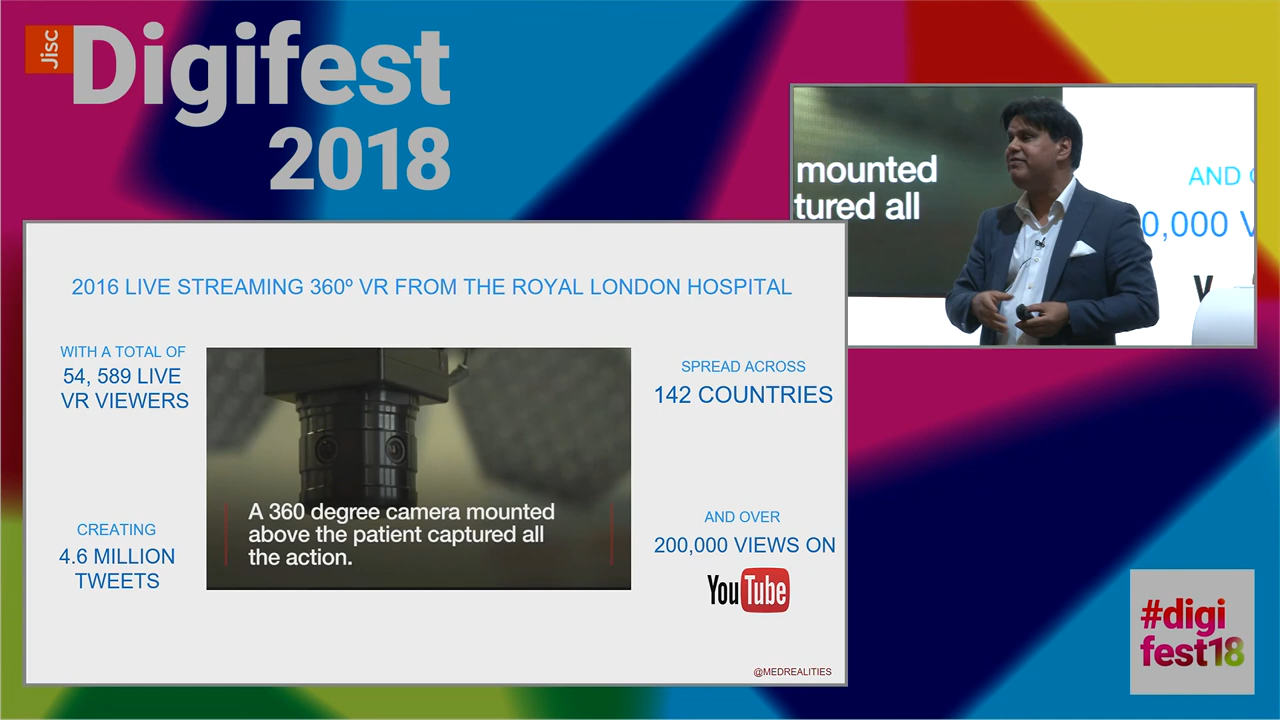 Jisc
Digifest
2018
2016 LIVE STREAMING 360º VR FROM THE ROYAL LONDON HOSPITAL
WITH A TOTAL OF
54, 589 LIVE
VR VIEWERS
SPREAD ACROSS
142 COUNTRIES
A 360 degree camera mounted
above the patient captured all
the action.
CREATING
4.6 MILLION
TWEETS
AND OVER
200,000 VIEWS ON
YouTube
@MEDREALITIES
mounted
tured all
AND
0,000 V
#digi
fest18